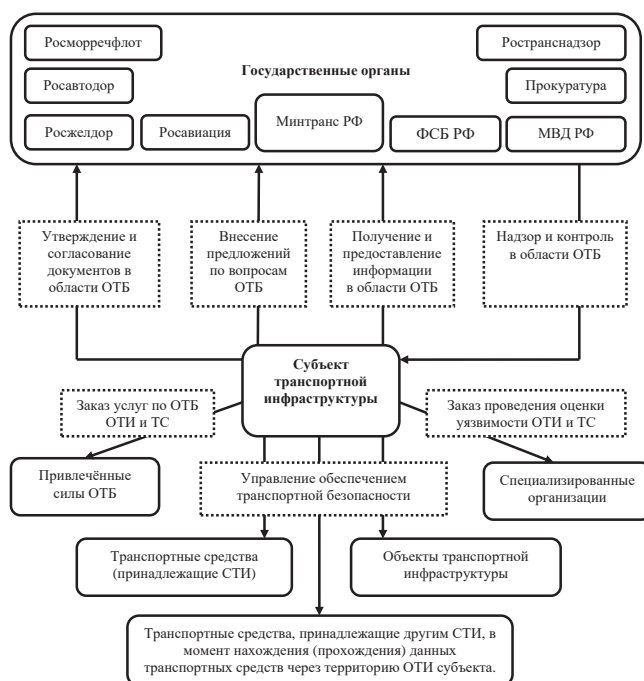 Росморречфлот
Ространснадзор
Государственные органы
Росавтодор
Прокуратура
Минтранс РФ
Росжелдор
Росавиация
ФСБ РФ
МВД РФ
Утверждение и
согласование
документов в
области ОТБ
Внесение
предложений
по вопросам
ОТБ
Получение и
предоставление
информации
в области ОТБ
Надзор и контроль
в области ОТБ
Субъект
транспортной
инфраструктуры
Заказ услуг по ОТБ
ОТИ и ТС
Заказ проведения оценки
уязвимости ОТИ и ТС
Привлечённые
силы ОТБ
Управление обеспечением
транспортной безопасности
Специализированные
организации
Транспортные средства
(принадлежащие СТИ)
Объекты транспортной
инфраструктуры
Транспортные средства, принадлежащие другим СТИ, в
момент нахождения (прохождения) данных
транспортных средств через территорию ОТИ субъекта.